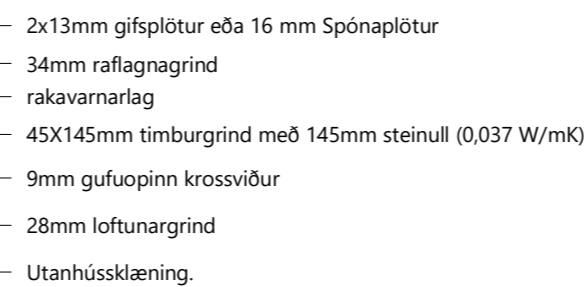 2x13mm gifsplötur eða 16 mm Spónaplötur
34mm raflagnagrind
rakavarnarlag
45X145mm timburgrind með 145mm steinull (0,037 W/mK)
9mm gufuopinn krossviður
28mm loftunargrind
Utanhússklæning.